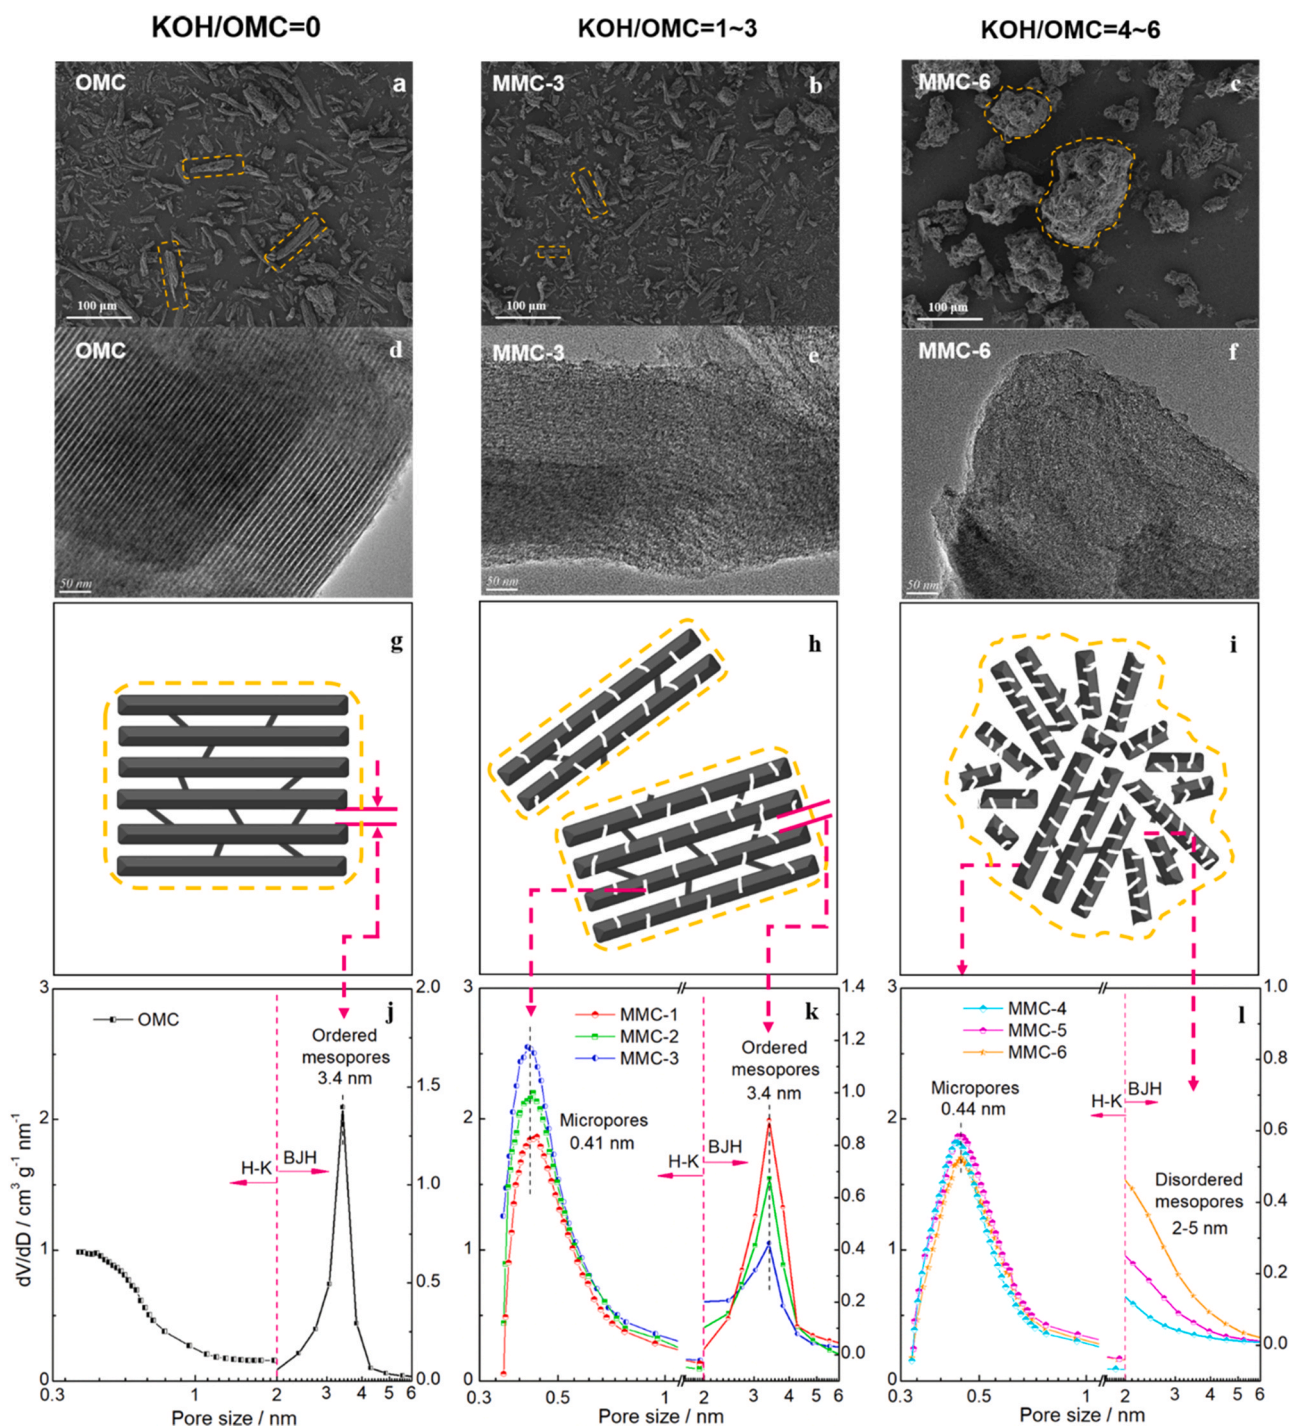 KOH/OMC=0
KOH/OMC=1~3
KOH/OMC=4~6
OMC
a
MMC-3
b
MMC-6
c
100 μm
100 μm
100 μm
OMC
d
MMC-3
e
MMC-6
f
50 nm
50 nm
50 nm
g
h
i
dV/dD / cm³ g⁻¹ nm⁻¹
3
2
1
0
2.0
1.5
1.0
0.5
0.0
OMC
j
Ordered
mesopores
3.4 nm
H-K
BJH
0.3
1
2
3
4
5
6
Pore size / nm
3
2
1
0
1.4
1.2
1.0
0.8
0.6
0.4
0.2
0.0
MMC-1
MMC-2
MMC-3
k
Ordered
mesopores
3.4 nm
Micropores
0.41 nm
H-K
BJH
0.3
0.5
1
2
3
4
5
6
Pore size / nm
3
2
1
0
1.0
0.8
0.6
0.4
0.2
0.0
MMC-4
MMC-5
MMC-6
l
Micropores
0.44 nm
H-K
BJH
Disordered
mesopores
2-5 nm
0.3
0.5
1
2
3
4
5
6
Pore size / nm